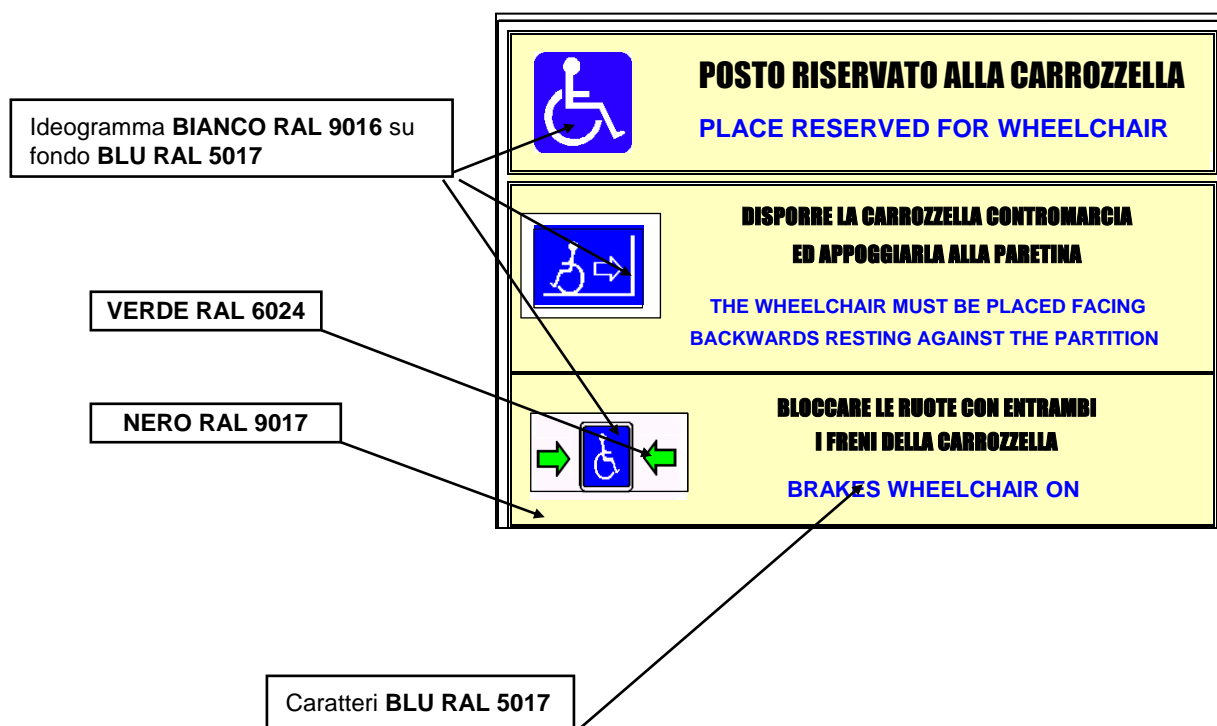 POSTO RISERVATO ALLA CARROZZELLA
PLACE RESERVED FOR WHEELCHAIR
Ideogramma BIANCO RAL 9016 su
fondo BLU RAL 5017
DISPORRE LA CARROZZELLA CONTROMARCIA
ED APPOGGIARLA ALLA PARETINA
THE WHEELCHAIR MUST BE PLACED FACING
BACKWARDS RESTING AGAINST THE PARTITION
VERDE RAL 6024
NERO RAL 9017
BLOCCARE LE RUOTE CON ENTRAMBI
I FRENI DELLA CARROZZELLA
BRAKES WHEELCHAIR ON
Caratteri BLU RAL 5017